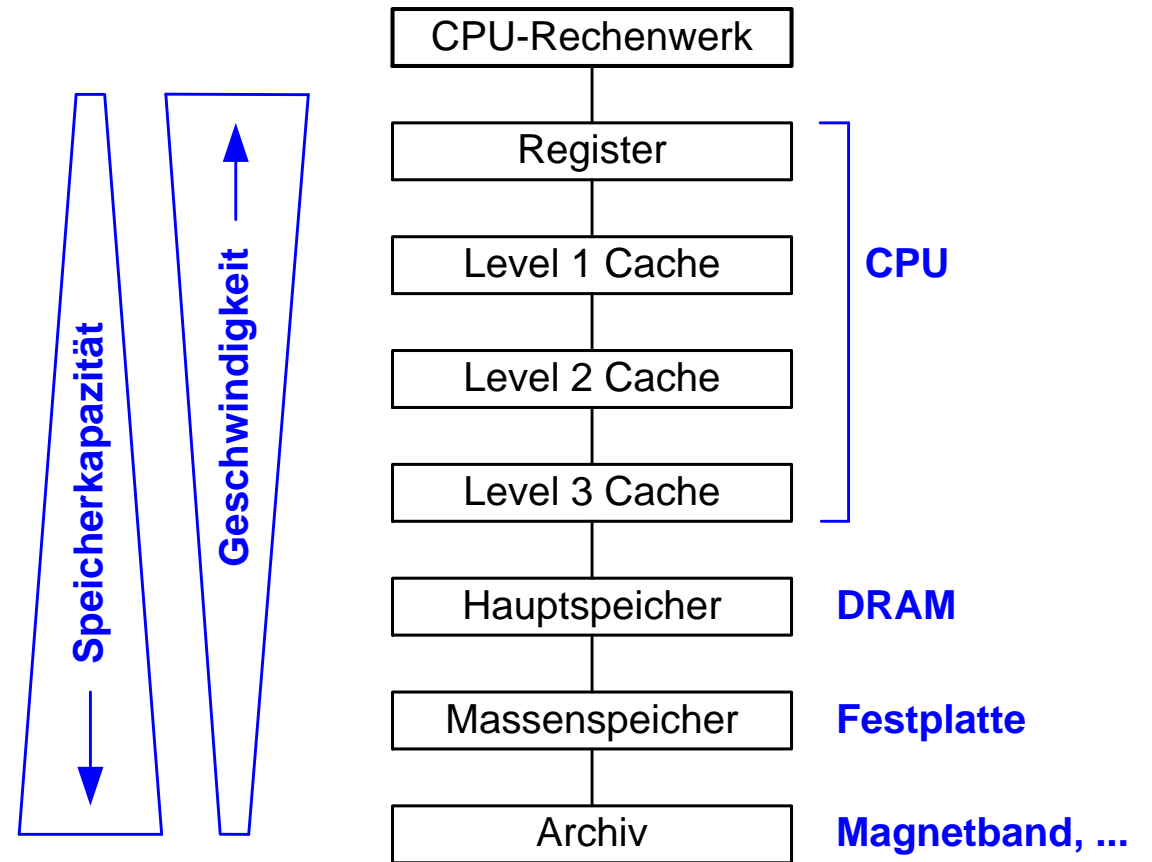 CPU-Rechenwerk
Register
Level 1 Cache
CPU
Level 2 Cache
Level 3 Cache
Hauptspeicher
DRAM
Massenspeicher
Festplatte
Archiv
Magnetband, ...
Speicherkapazität
Geschwindigkeit